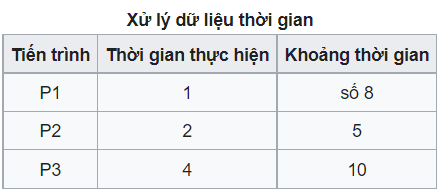 Xử lý dữ liệu thời gian
Tiến trình Thời gian thực hiện Khoảng thời gian
P1 1 số 8
P2 2 5
P3 4 10